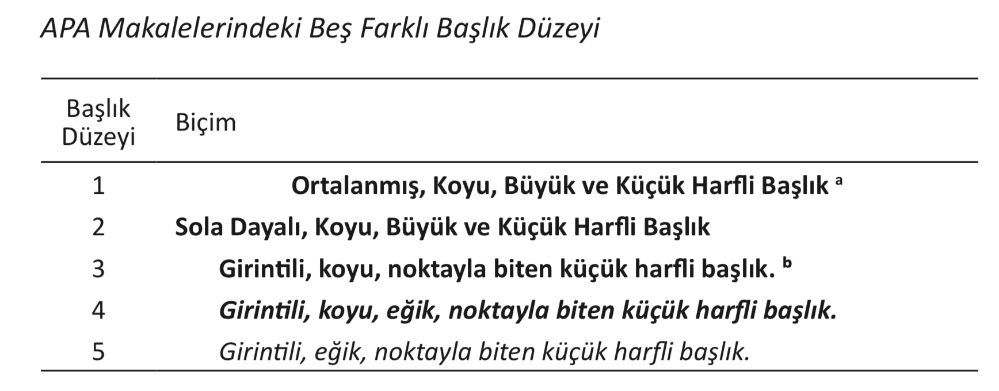 APA Makalelerindeki Beş Farklı Başlık Düzeyi
Başlık
Düzeyi
Biçim
1 Ortalanmış, Koyu, Büyük ve Küçük Harfli Başlık ᵃ
2 Sola Dayalı, Koyu, Büyük ve Küçük Harfli Başlık
3 Girintili, koyu, noktayla biten küçük harfli başlık. ᵇ
4 Girintili, koyu, eğik, noktayla biten küçük harfli başlık.
5 Girintili, eğik, noktayla biten küçük harfli başlık.